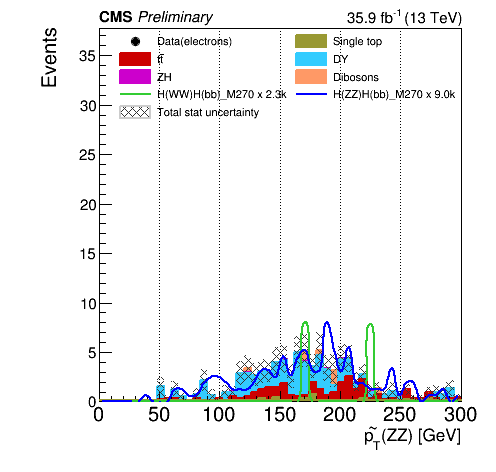 CMS Preliminary 35.9 fb⁻¹ (13 TeV)
Events
Data(electrons) Single top
tt̄ DY
ZH Dibosons
H(WW)H(bb)_M270 x 2.3k H(ZZ)H(bb)_M270 x 9.0k
Total stat uncertainty
35
30
25
20
15
10
5
0
0 50 100 150 200 250 300
p̃_T(ZZ) [GeV]